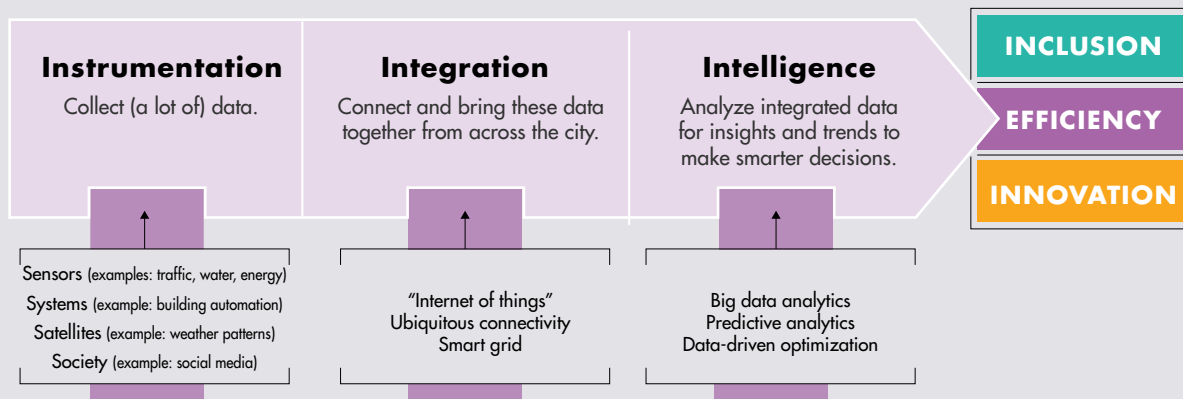 Instrumentation
Collect (a lot of) data.
Integration
Connect and bring these data
together from across the city.
Intelligence
Analyze integrated data
for insights and trends to
make smarter decisions.
INCLUSION
EFFICIENCY
INNOVATION
Sensors (examples: traffic, water, energy)
Systems (example: building automation)
Satellites (example: weather patterns)
Society (example: social media)
“Internet of things”
Ubiquitous connectivity
Smart grid
Big data analytics
Predictive analytics
Data-driven optimization